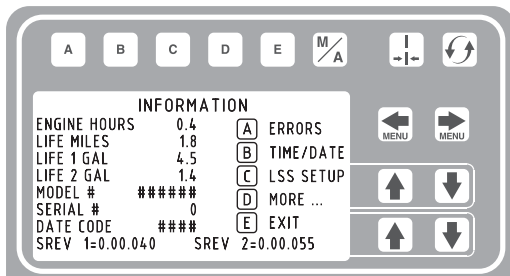 A B C D E M/A
INFORMATION
ENGINE HOURS 0.4 A ERRORS
LIFE MILES 1.8
B TIME/DATE
LIFE 1 GAL 4.5
C LSS SETUP
LIFE 2 GAL 1.4
MODEL # ###### D MORE ...
SERIAL # 0
E EXIT
DATE CODE ####
SREV 1=0.00.040 SREV 2=0.00.055
MENU MENU